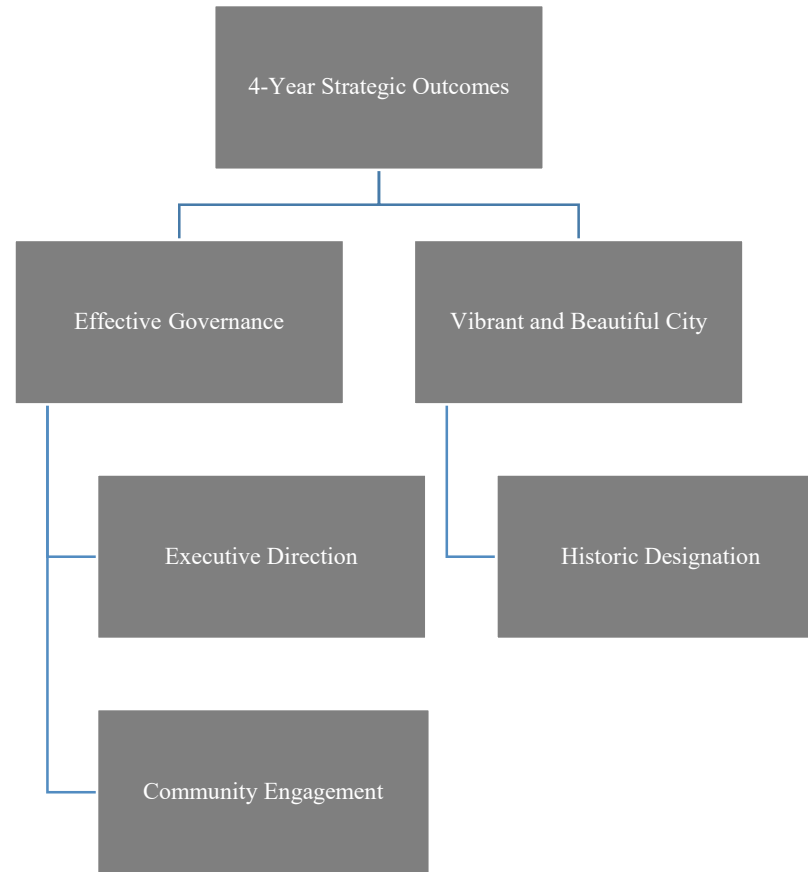 4-Year Strategic Outcomes
Effective Governance
Vibrant and Beautiful City
Executive Direction
Historic Designation
Community Engagement